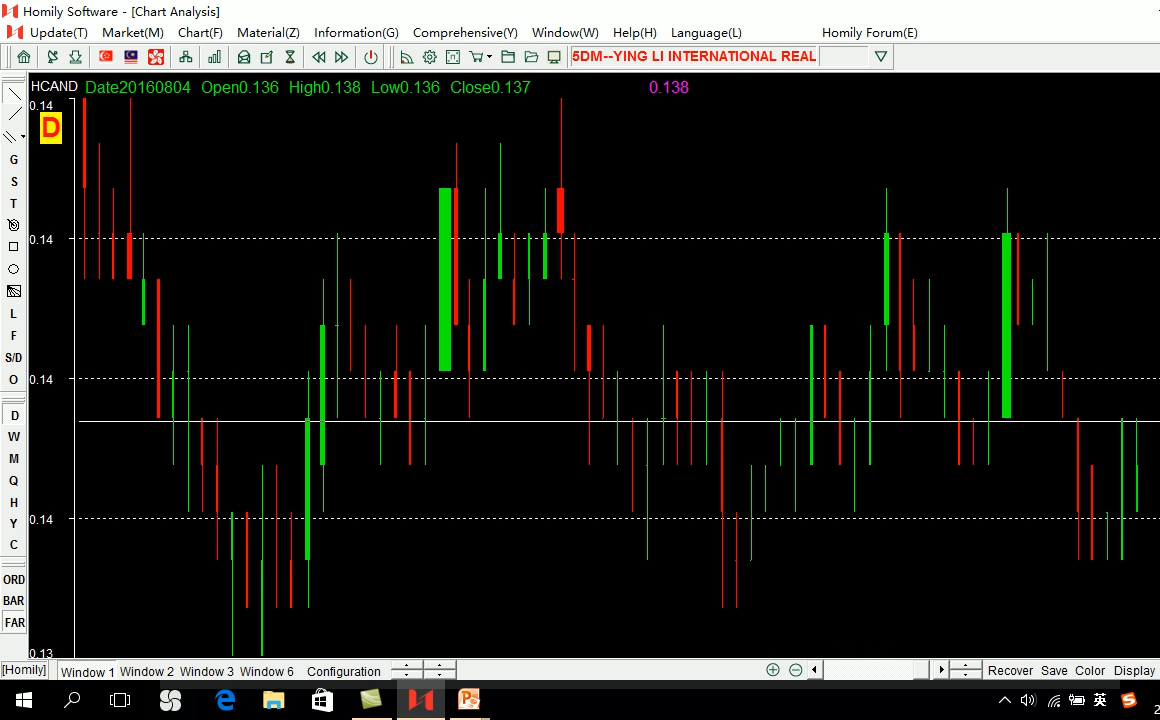 Homily Software - [Chart Analysis]
Update(T) Market(M) Chart(F) Material(Z) Information(G) Comprehensive(Y) Window(W) Help(H) Language(L) Homily Forum(E)
5DM--YING LI INTERNATIONAL REAL
HCAND Date20160804 Open0.136 High0.138 Low0.136 Close0.137 0.138
0.14
D
G
S
T
0.14
L
F
S/D
0.14
O
D
W
M
Q
H
0.14
Y
C
ORD
BAR
FAR
0.13
[Homily] Window 1 Window 2 Window 3 Window 6 Configuration Recover Save Color Display
英
2